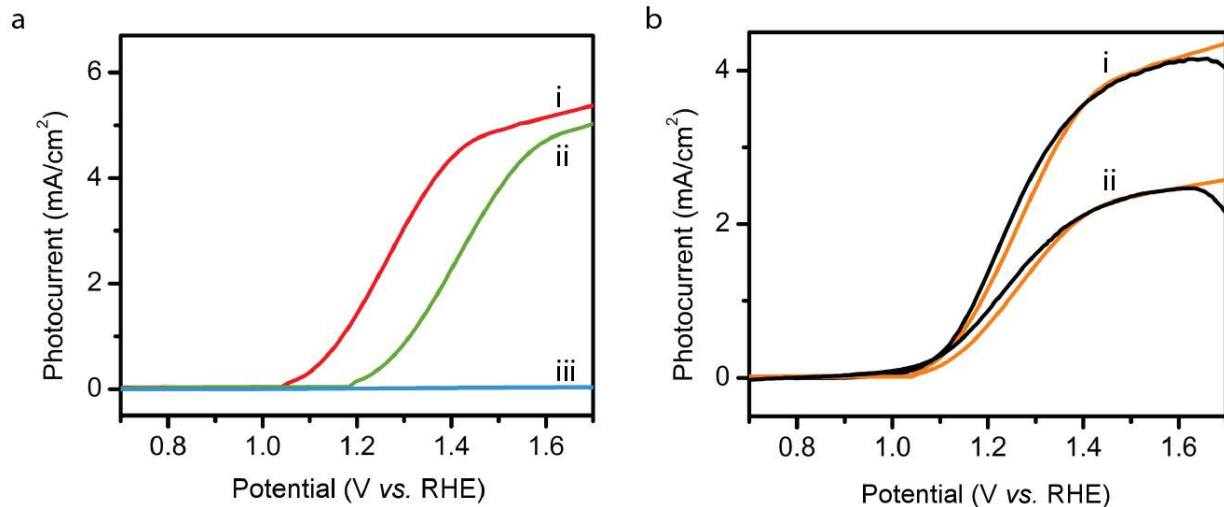 a
6
4
2
0
i
ii
iii
0.8 1.0 1.2 1.4 1.6
Photocurrent (mA/cm²)
Potential (V vs. RHE)
b
4
2
0
i
ii
0.8 1.0 1.2 1.4 1.6
Photocurrent (mA/cm²)
Potential (V vs. RHE)